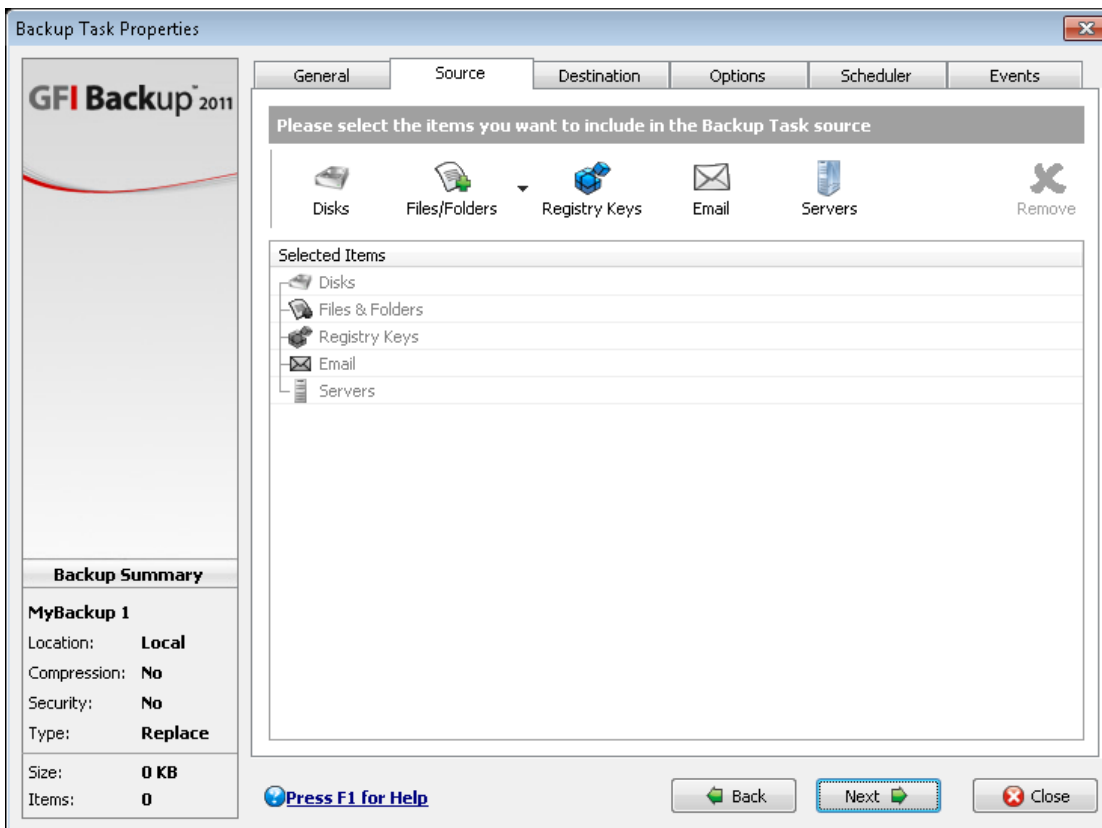 Backup Task Properties
GFI Backup™ 2011
General Source Destination Options Scheduler Events
Please select the items you want to include in the Backup Task source
Disks Files/Folders Registry Keys Email Servers Remove
Selected Items
Disks
Files & Folders
Registry Keys
Email
Servers
Backup Summary
MyBackup 1
Location: Local
Compression: No
Security: No
Type: Replace
Size: 0 KB
Items: 0
Press F1 for Help
Back Next Close